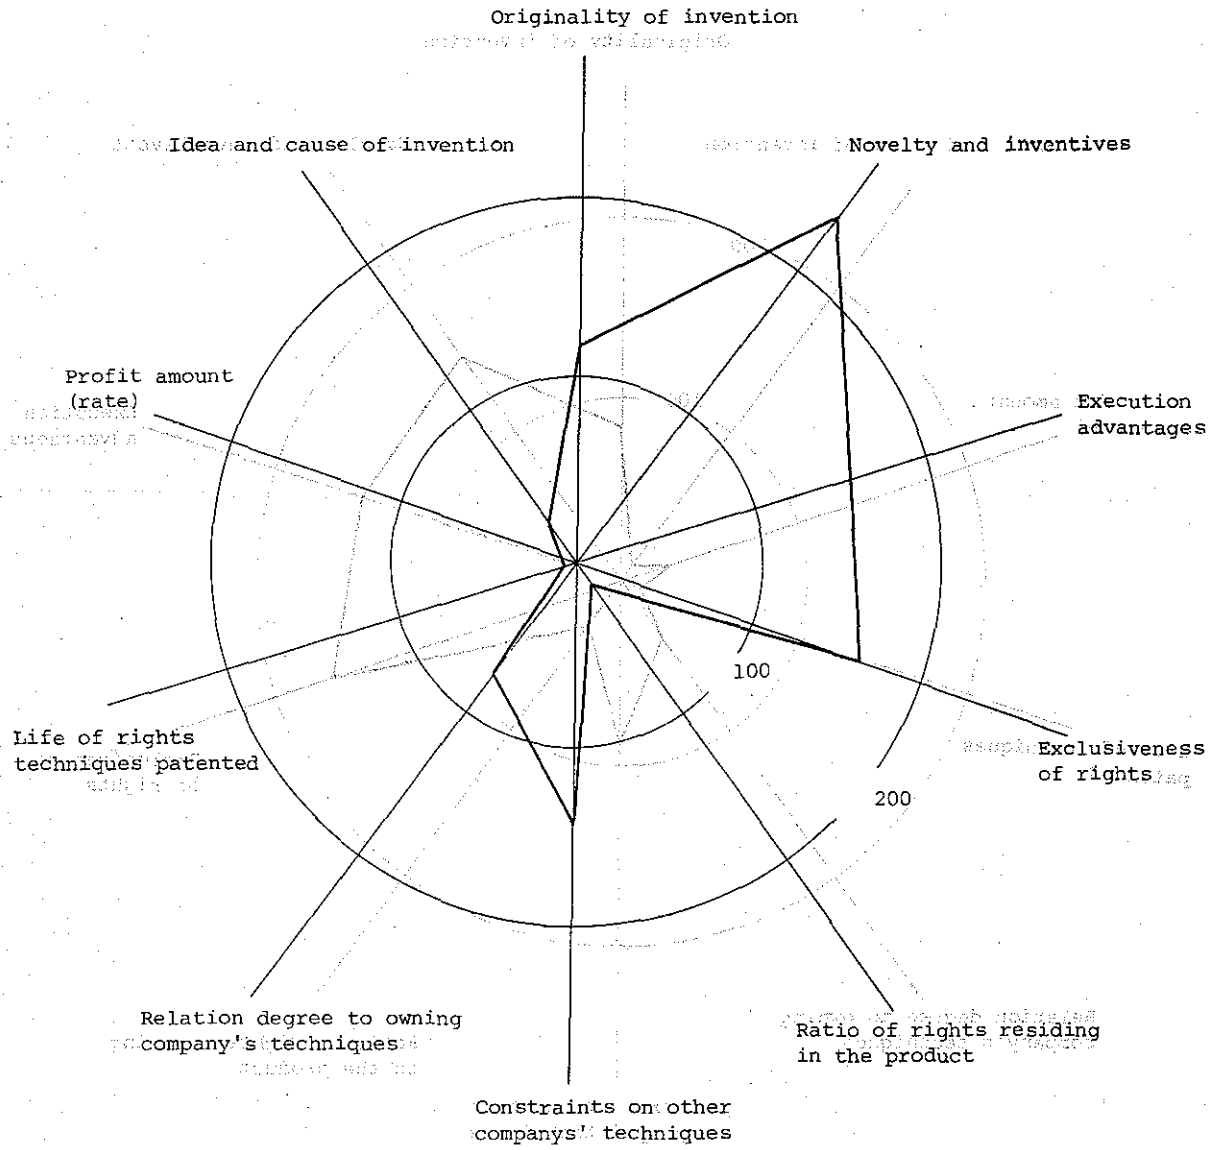 Originality of invention
Idea and cause of invention
Novelty and inventives
Profit amount
(rate)
Execution
advantages
100
Life of rights
techniques patented
Exclusiveness
of rights
200
Relation degree to owning
company's techniques
Ratio of rights residing
in the product
Constraints on other
companys' techniques